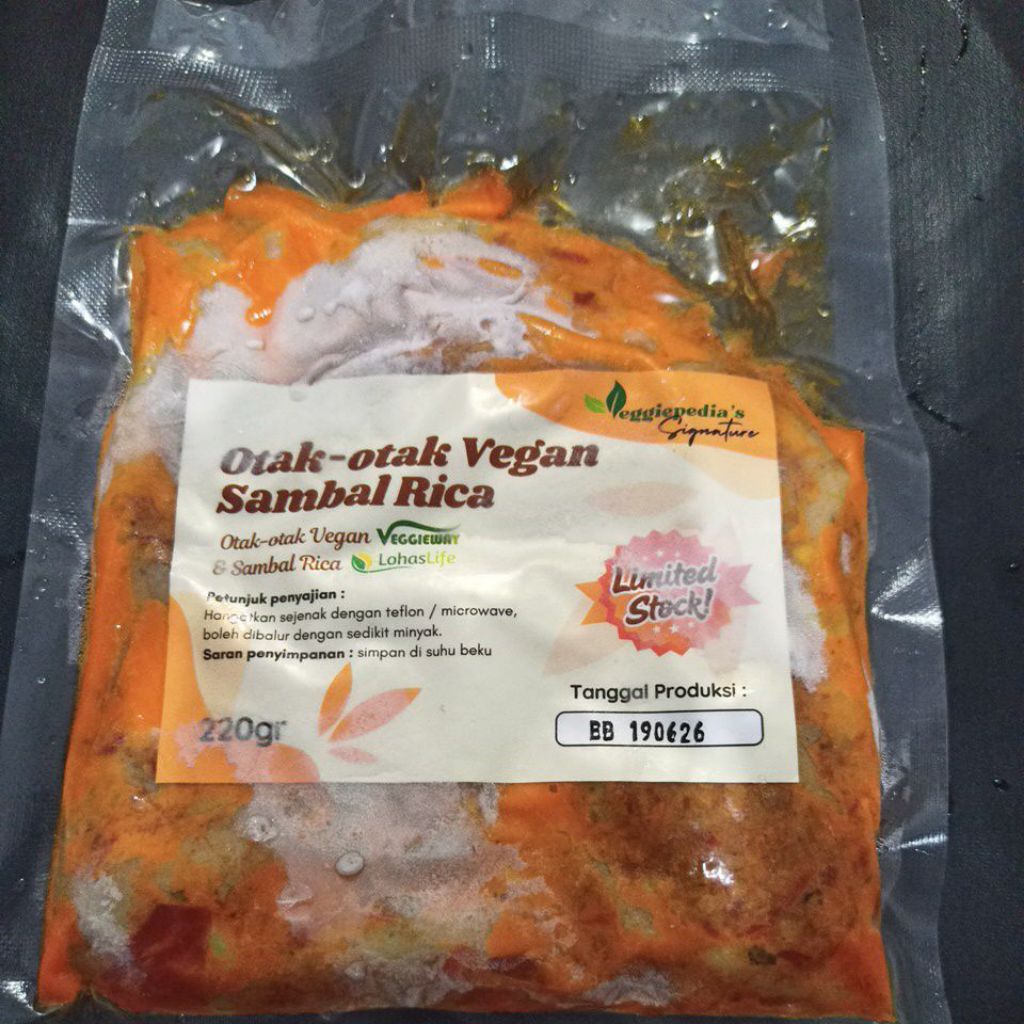 Veggiepedia's
Signature
Otak-otak Vegan
Sambal Rica
Otak-otak Vegan VEGGIEWAY
& Sambal Rica LohasLife
Petunjuk penyajian :
Hangatkan sejenak dengan teflon / microwave,
boleh dibalur dengan sedikit minyak.
Saran penyimpanan : simpan di suhu beku
Limited
Stock!
Tanggal Produksi :
BB 190626
220gr